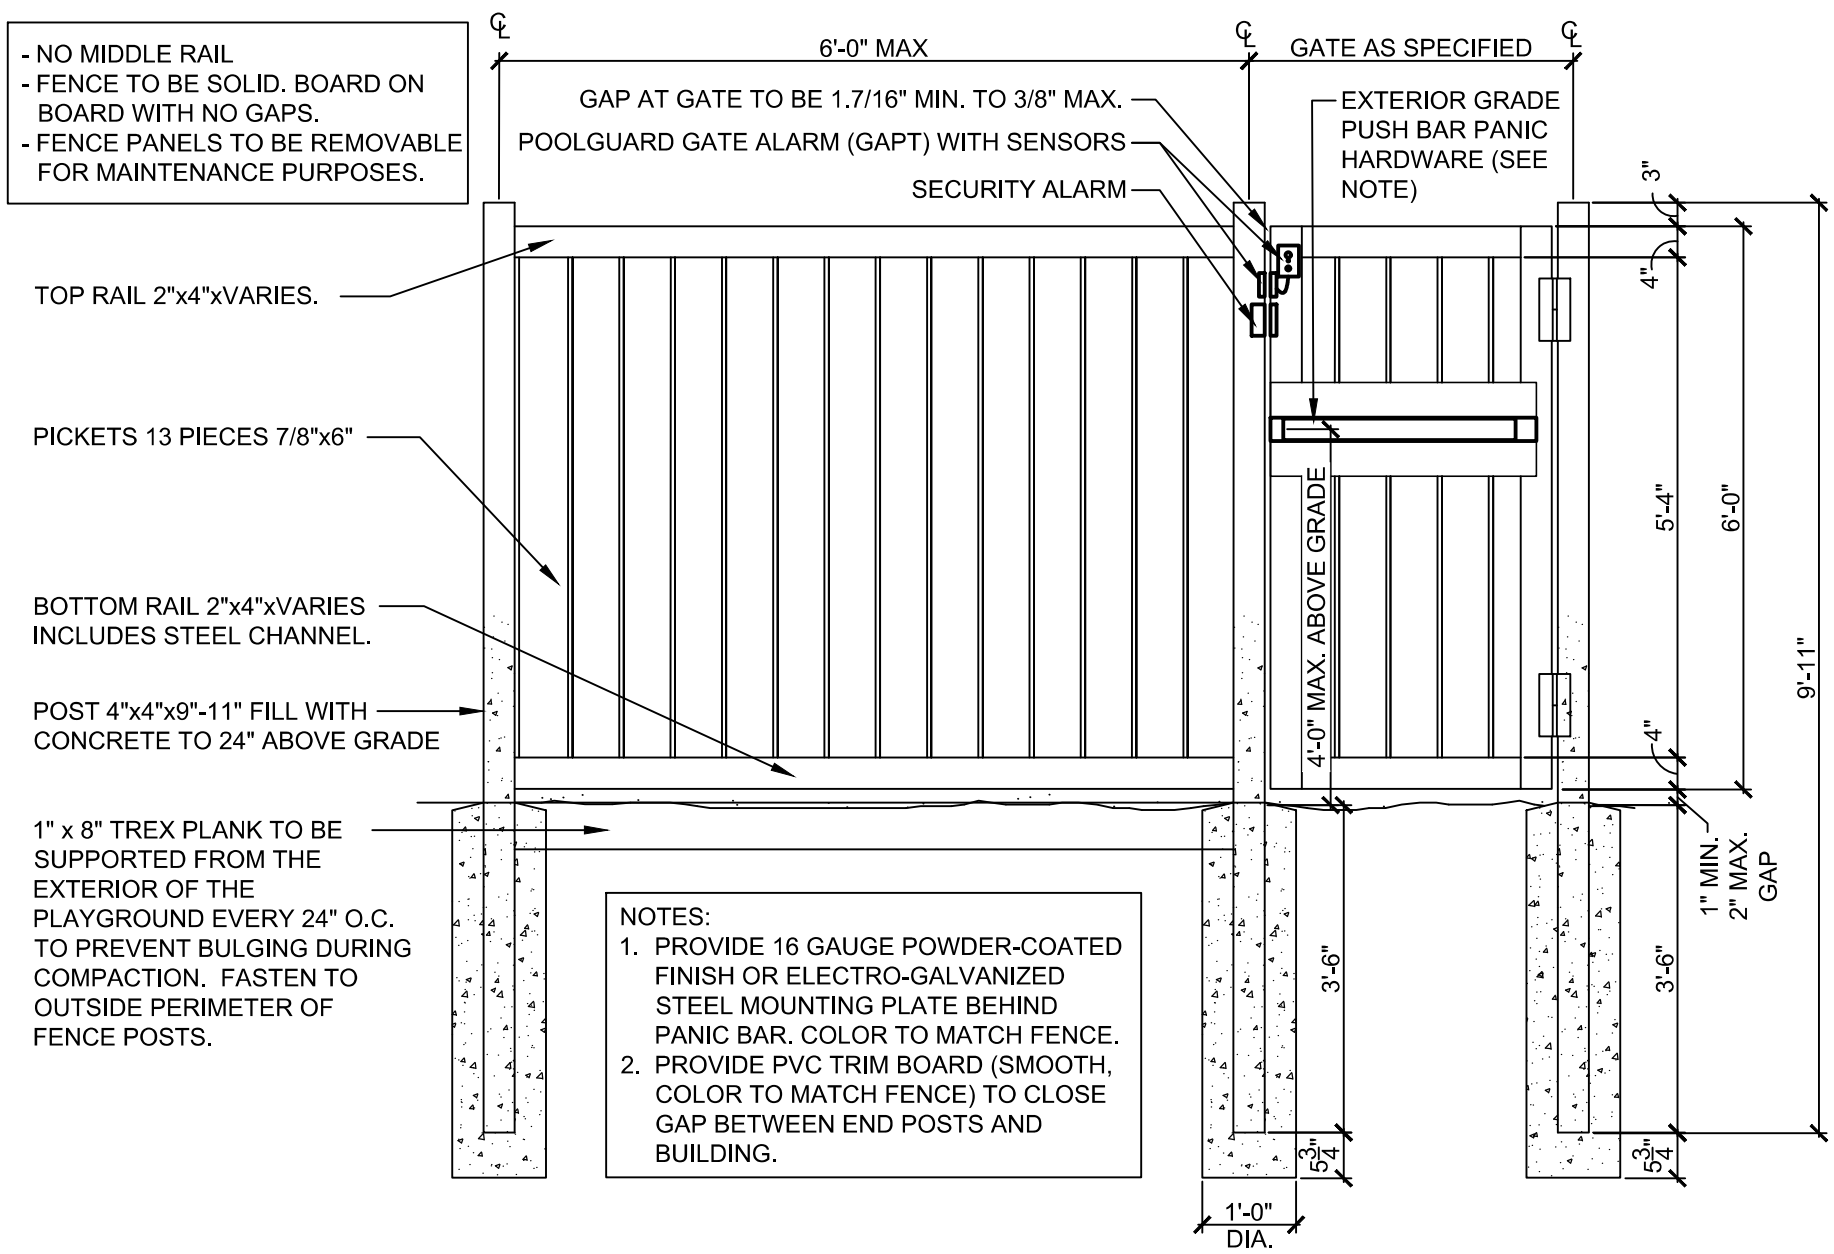 - NO MIDDLE RAIL
- FENCE TO BE SOLID. BOARD ON
BOARD WITH NO GAPS.
- FENCE PANELS TO BE REMOVABLE
FOR MAINTENANCE PURPOSES.
℄
6'-0" MAX
℄
GATE AS SPECIFIED
℄
GAP AT GATE TO BE 1.7/16" MIN. TO 3/8" MAX.
POOLGUARD GATE ALARM (GAPT) WITH SENSORS
SECURITY ALARM
EXTERIOR GRADE
PUSH BAR PANIC
HARDWARE (SEE
NOTE)
TOP RAIL 2"x4"xVARIES.
PICKETS 13 PIECES 7/8"x6"
BOTTOM RAIL 2"x4"xVARIES
INCLUDES STEEL CHANNEL.
POST 4"x4"x9"-11" FILL WITH
CONCRETE TO 24" ABOVE GRADE
1" x 8" TREX PLANK TO BE
SUPPORTED FROM THE
EXTERIOR OF THE
PLAYGROUND EVERY 24" O.C.
TO PREVENT BULGING DURING
COMPACTION. FASTEN TO
OUTSIDE PERIMETER OF
FENCE POSTS.
NOTES:
1. PROVIDE 16 GAUGE POWDER-COATED
FINISH OR ELECTRO-GALVANIZED
STEEL MOUNTING PLATE BEHIND
PANIC BAR. COLOR TO MATCH FENCE.
2. PROVIDE PVC TRIM BOARD (SMOOTH,
COLOR TO MATCH FENCE) TO CLOSE
GAP BETWEEN END POSTS AND
BUILDING.
4'-0" MAX. ABOVE GRADE
3'-6"
5 3/4"
1'-0"
DIA.
3"
4"
5'-4"
4"
6'-0"
9'-11"
1" MIN.
2" MAX.
GAP
3'-6"
5 3/4"